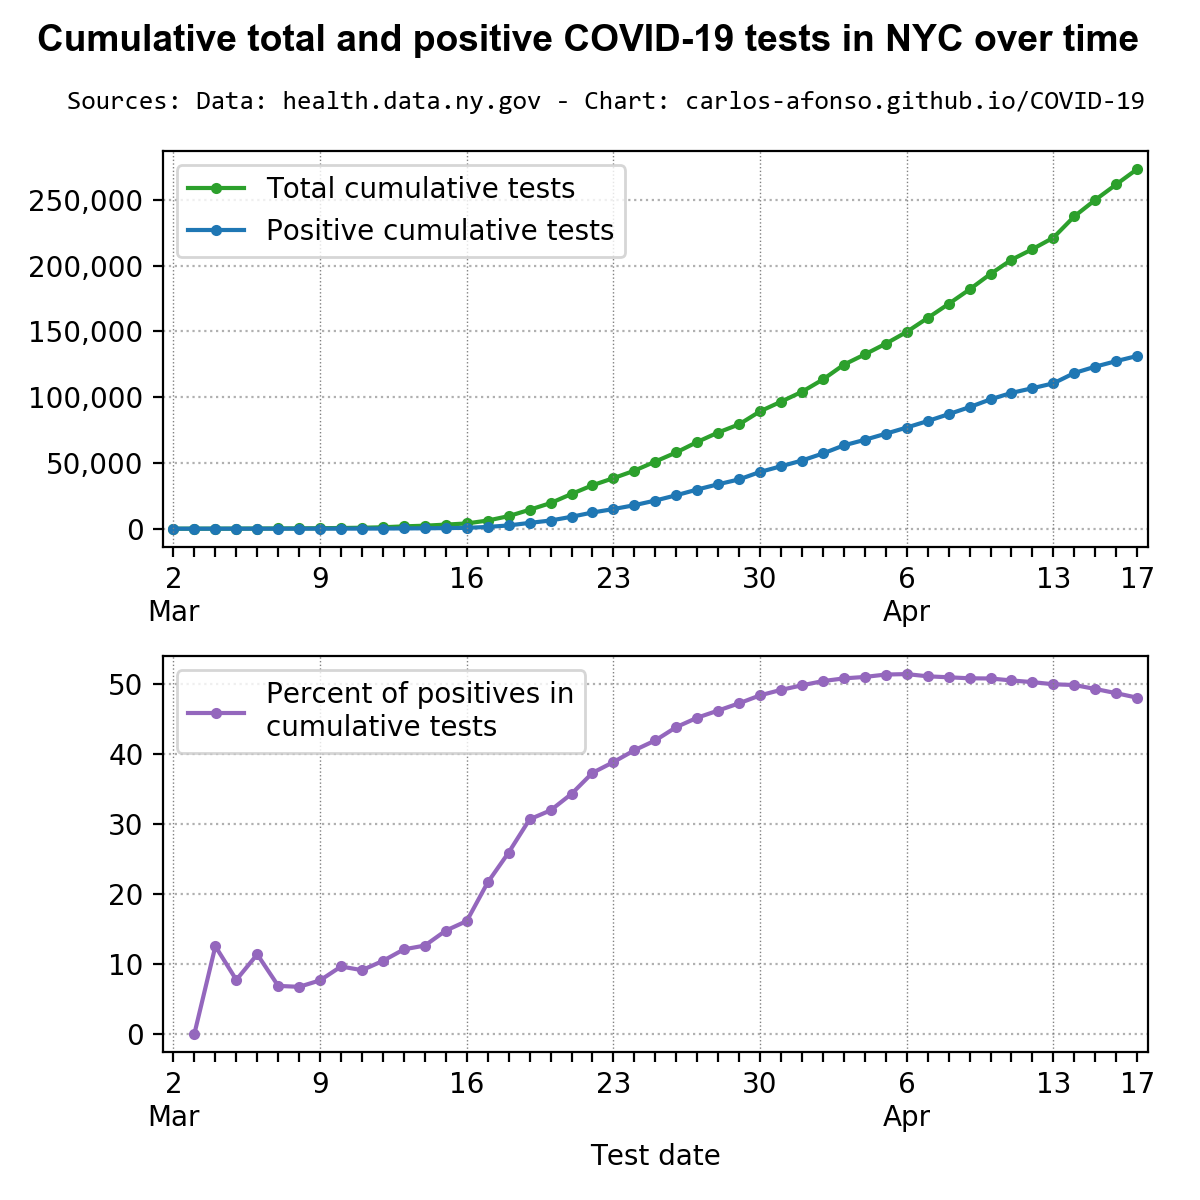 Cumulative total and positive COVID-19 tests in NYC over time
Sources: Data: health.data.ny.gov - Chart: carlos-afonso.github.io/COVID-19
Total cumulative tests
Positive cumulative tests
250,000
200,000
150,000
100,000
50,000
0
2 9 16 23 30 6 13 17
Mar Apr
Percent of positives in
cumulative tests
50
40
30
20
10
0
2 9 16 23 30 6 13 17
Mar Apr
Test date